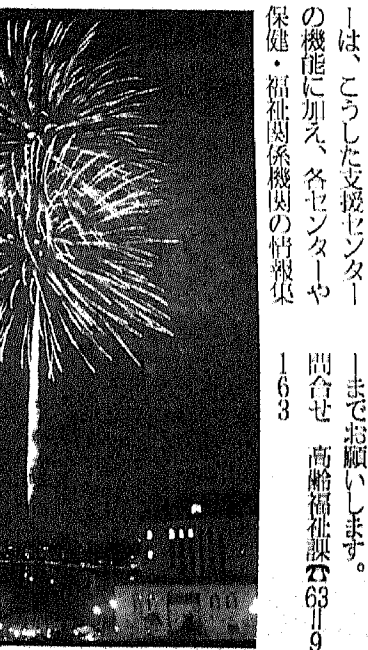 ーは、こうした支援センター
の機能に加え、各センターや
保健・福祉関係機関の情報集
ーまでお願いします。
問合せ　高齢福祉課☎63＝9
163